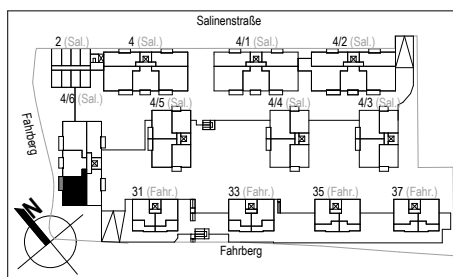 Salinenstraße
2 (Sal.) 4 (Sal.) 4/1 (Sal.) 4/2 (Sal.)
4/6 (Sal.) 4/5 (Sal.) 4/4 (Sal.) 4/3 (Sal.)
Fahrberg
31 (Fahr.) 33 (Fahr.) 35 (Fahr.) 37 (Fahr.)
N
Fahrberg